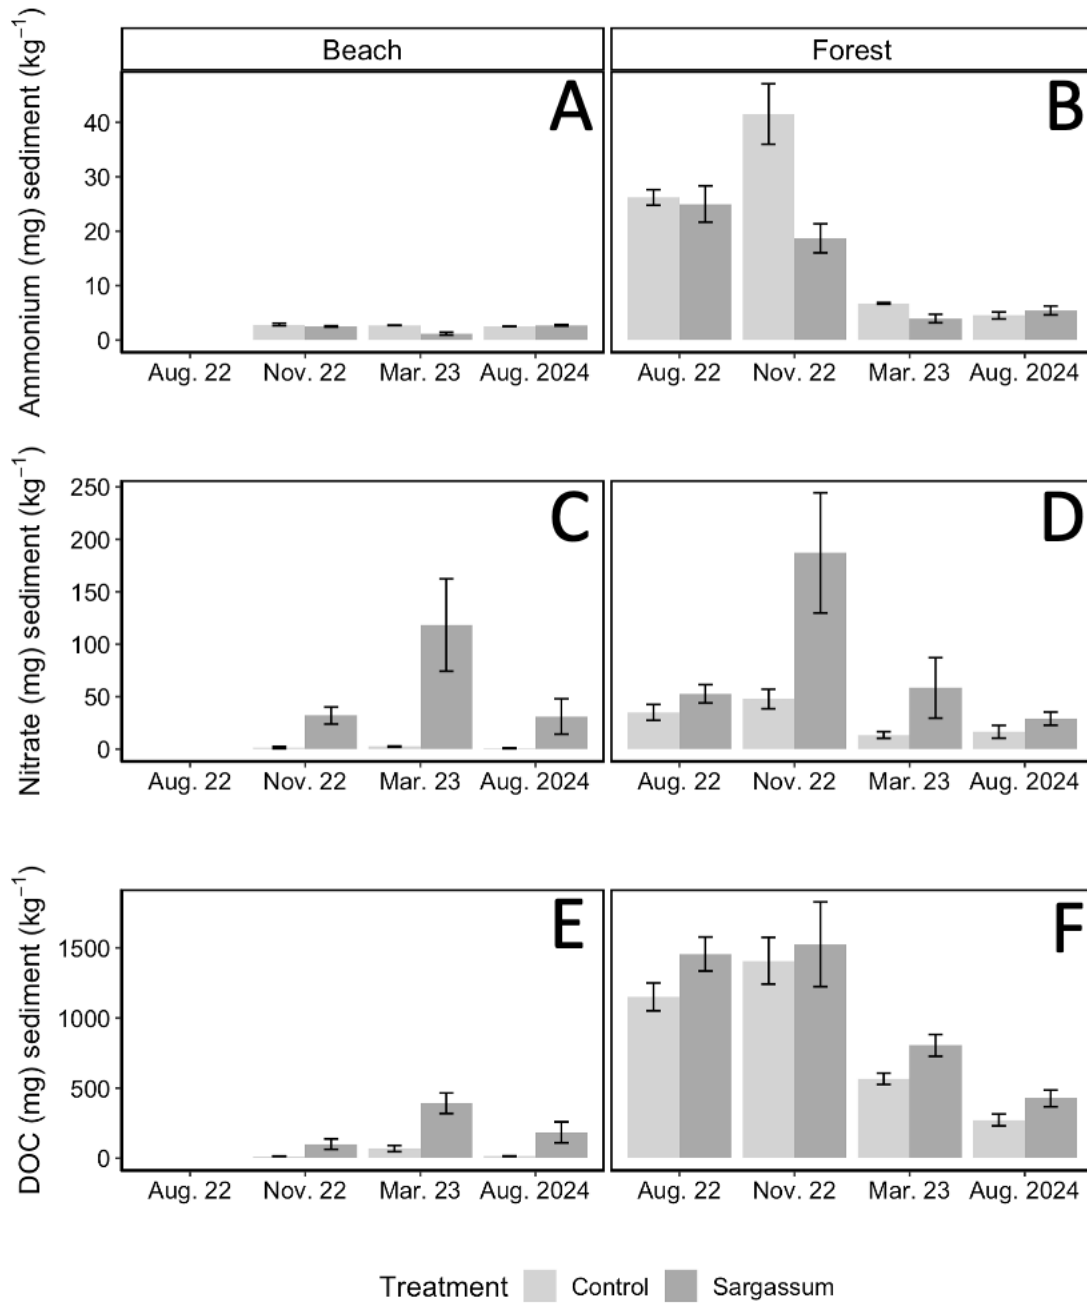 Beach Forest
Ammonium (mg) sediment (kg⁻¹)
A B
40
30
20
10
0
Aug. 22 Nov. 22 Mar. 23 Aug. 2024 Aug. 22 Nov. 22 Mar. 23 Aug. 2024
Nitrate (mg) sediment (kg⁻¹)
C D
250
200
150
100
50
0
Aug. 22 Nov. 22 Mar. 23 Aug. 2024 Aug. 22 Nov. 22 Mar. 23 Aug. 2024
DOC (mg) sediment (kg⁻¹)
E F
1500
1000
500
0
Aug. 22 Nov. 22 Mar. 23 Aug. 2024 Aug. 22 Nov. 22 Mar. 23 Aug. 2024
Treatment Control Sargassum